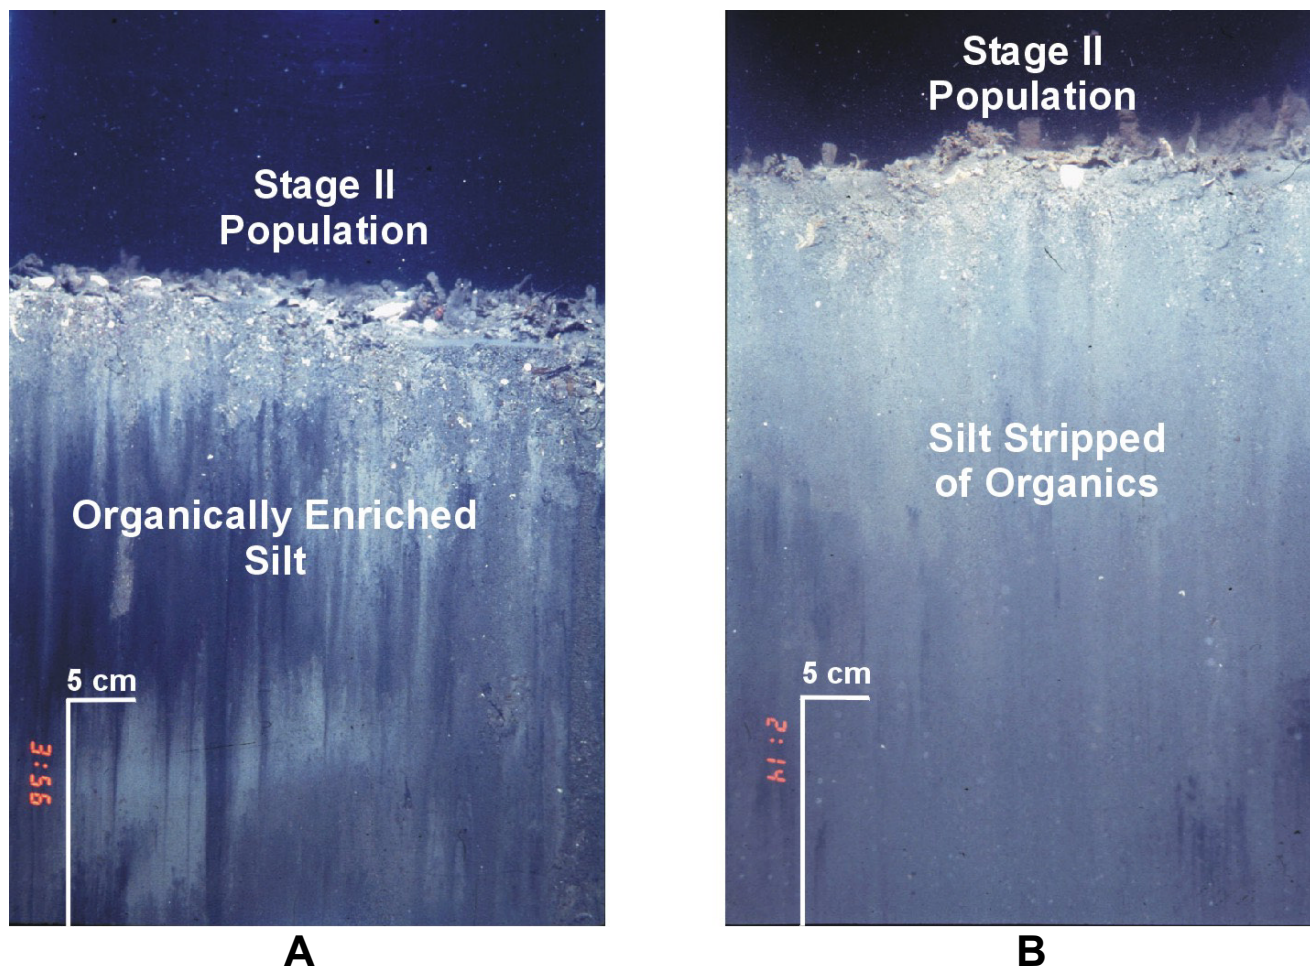 Stage II
Population
Organically Enriched
Silt
5 cm
3:56
A
Stage II
Population
Silt Stripped
of Organics
5 cm
2:14
B